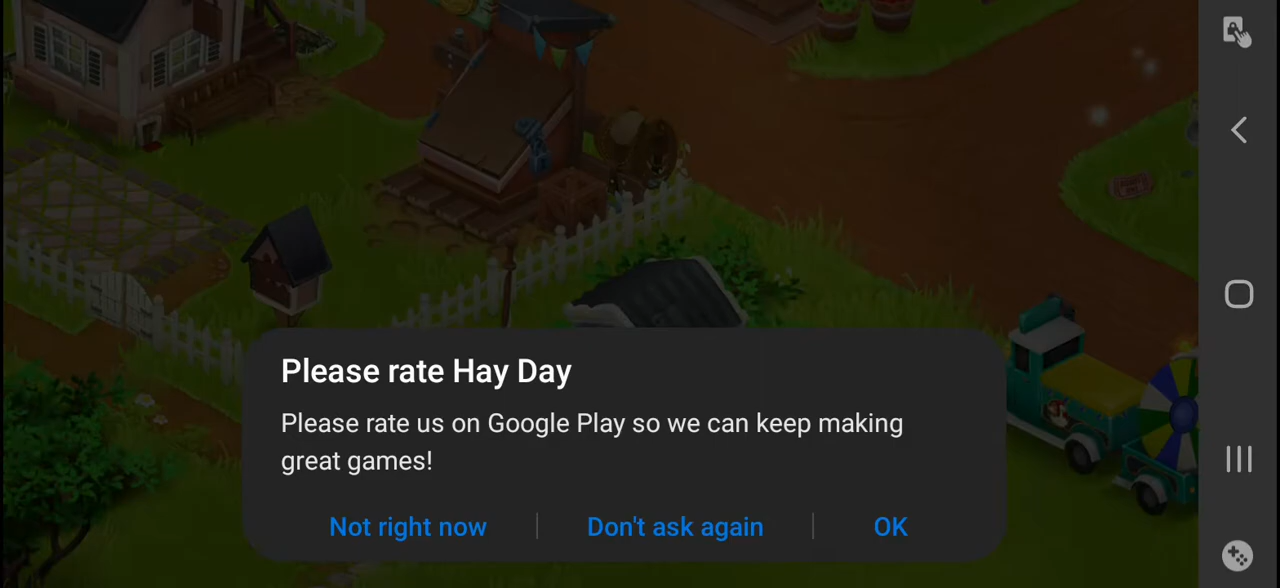 Please rate Hay Day
Please rate us on Google Play so we can keep making
great games!
Not right now
Don't ask again
OK